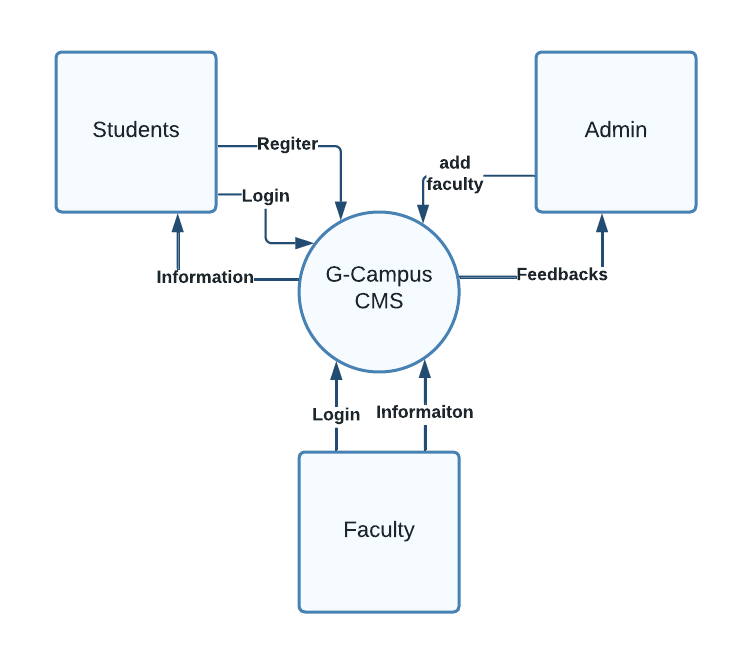 Students
Admin
Regiter
add
faculty
Login
Information
G-Campus
CMS
Feedbacks
Login
Informaiton
Faculty